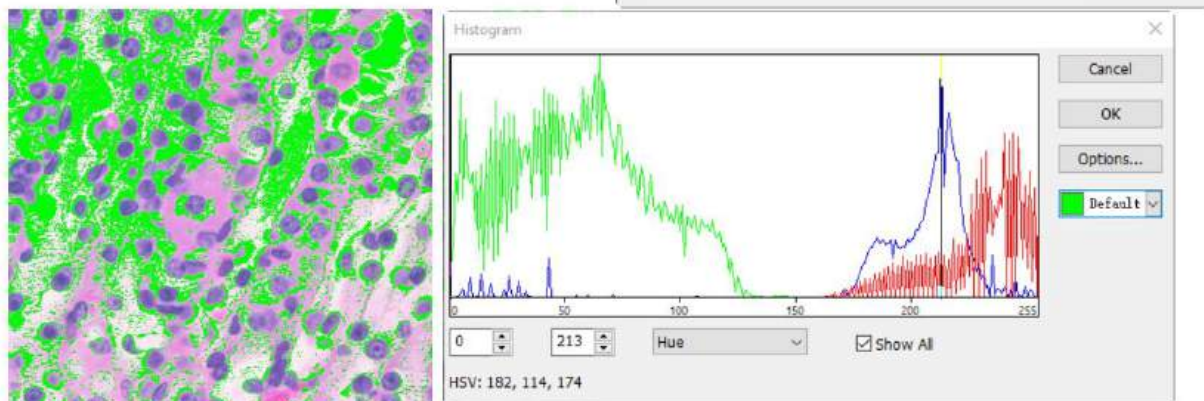 Histogram
Cancel
OK
Options...
Default
0 50 100 150 200 255
0 213 Hue Show All
HSV: 182, 114, 174